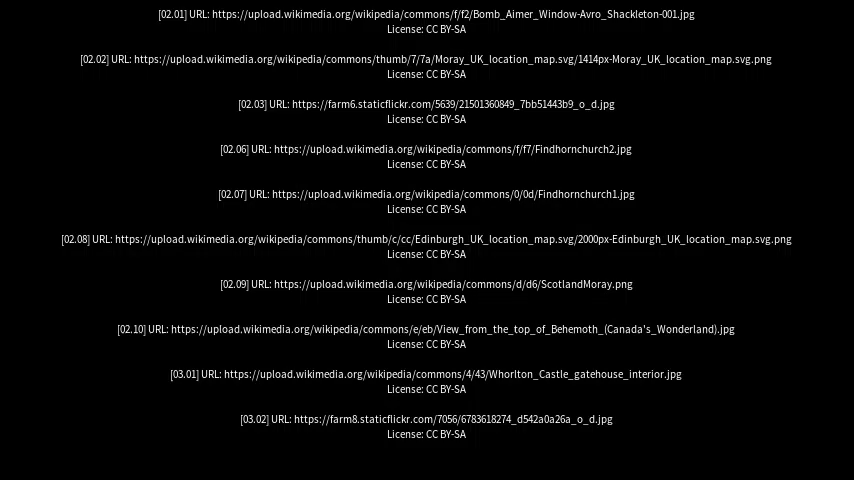 [02.01] URL: https://upload.wikimedia.org/wikipedia/commons/f/f2/Bomb_Aimer_Window-Avro_Shackleton-001.jpg
License: CC BY-SA
[02.02] URL: https://upload.wikimedia.org/wikipedia/commons/thumb/7/7a/Moray_UK_location_map.svg/1414px-Moray_UK_location_map.svg.png
License: CC BY-SA
[02.03] URL: https://farm6.staticflickr.com/5639/21501360849_7bb51443b9_o_d.jpg
License: CC BY-SA
[02.06] URL: https://upload.wikimedia.org/wikipedia/commons/f/f7/Findhornchurch2.jpg
License: CC BY-SA
[02.07] URL: https://upload.wikimedia.org/wikipedia/commons/0/0d/Findhornchurch1.jpg
License: CC BY-SA
[02.08] URL: https://upload.wikimedia.org/wikipedia/commons/thumb/c/cc/Edinburgh_UK_location_map.svg/2000px-Edinburgh_UK_location_map.svg.png
License: CC BY-SA
[02.09] URL: https://upload.wikimedia.org/wikipedia/commons/d/d6/ScotlandMoray.png
License: CC BY-SA
[02.10] URL: https://upload.wikimedia.org/wikipedia/commons/e/eb/View_from_the_top_of_Behemoth_(Canada's_Wonderland).jpg
License: CC BY-SA
[03.01] URL: https://upload.wikimedia.org/wikipedia/commons/4/43/Whorlton_Castle_gatehouse_interior.jpg
License: CC BY-SA
[03.02] URL: https://farm8.staticflickr.com/7056/6783618274_d542a0a26a_o_d.jpg
License: CC BY-SA